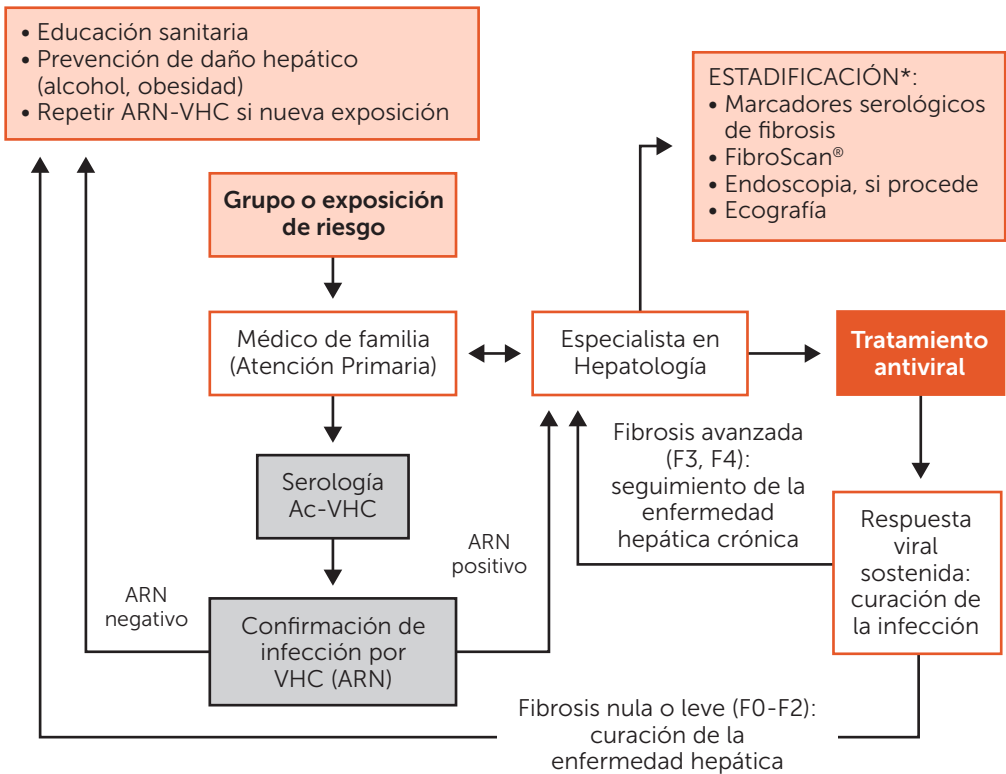 • Educación sanitaria
• Prevención de daño hepático
(alcohol, obesidad)
• Repetir ARN-VHC si nueva exposición
ESTADIFICACIÓN*:
• Marcadores serológicos
de fibrosis
• FibroScan®
• Endoscopia, si procede
• Ecografía
Grupo o exposición
de riesgo
Médico de familia
(Atención Primaria)
Especialista en
Hepatología
Tratamiento
antiviral
Fibrosis avanzada
(F3, F4):
seguimiento de la
enfermedad
hepática crónica
Serología
Ac-VHC
Respuesta
viral
sostenida:
curación de
la infección
ARN
positivo
ARN
negativo
Confirmación de
infección por
VHC (ARN)
Fibrosis nula o leve (F0-F2):
curación de la
enfermedad hepática